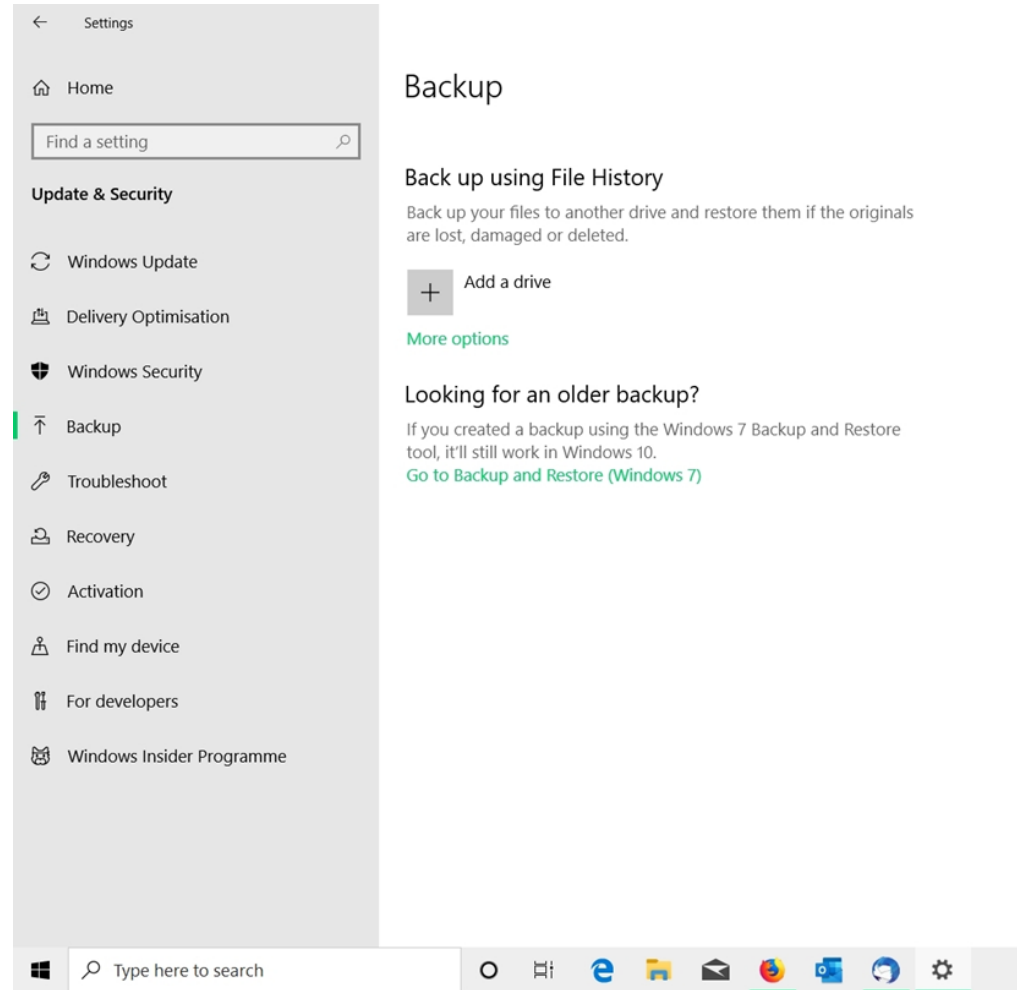 Settings
Home
Find a setting
Update & Security
Windows Update
Delivery Optimisation
Windows Security
Backup
Troubleshoot
Recovery
Activation
Find my device
For developers
Windows Insider Programme
Backup
Back up using File History
Back up your files to another drive and restore them if the originals
are lost, damaged or deleted.
Add a drive
More options
Looking for an older backup?
If you created a backup using the Windows 7 Backup and Restore
tool, it'll still work in Windows 10.
Go to Backup and Restore (Windows 7)
Type here to search